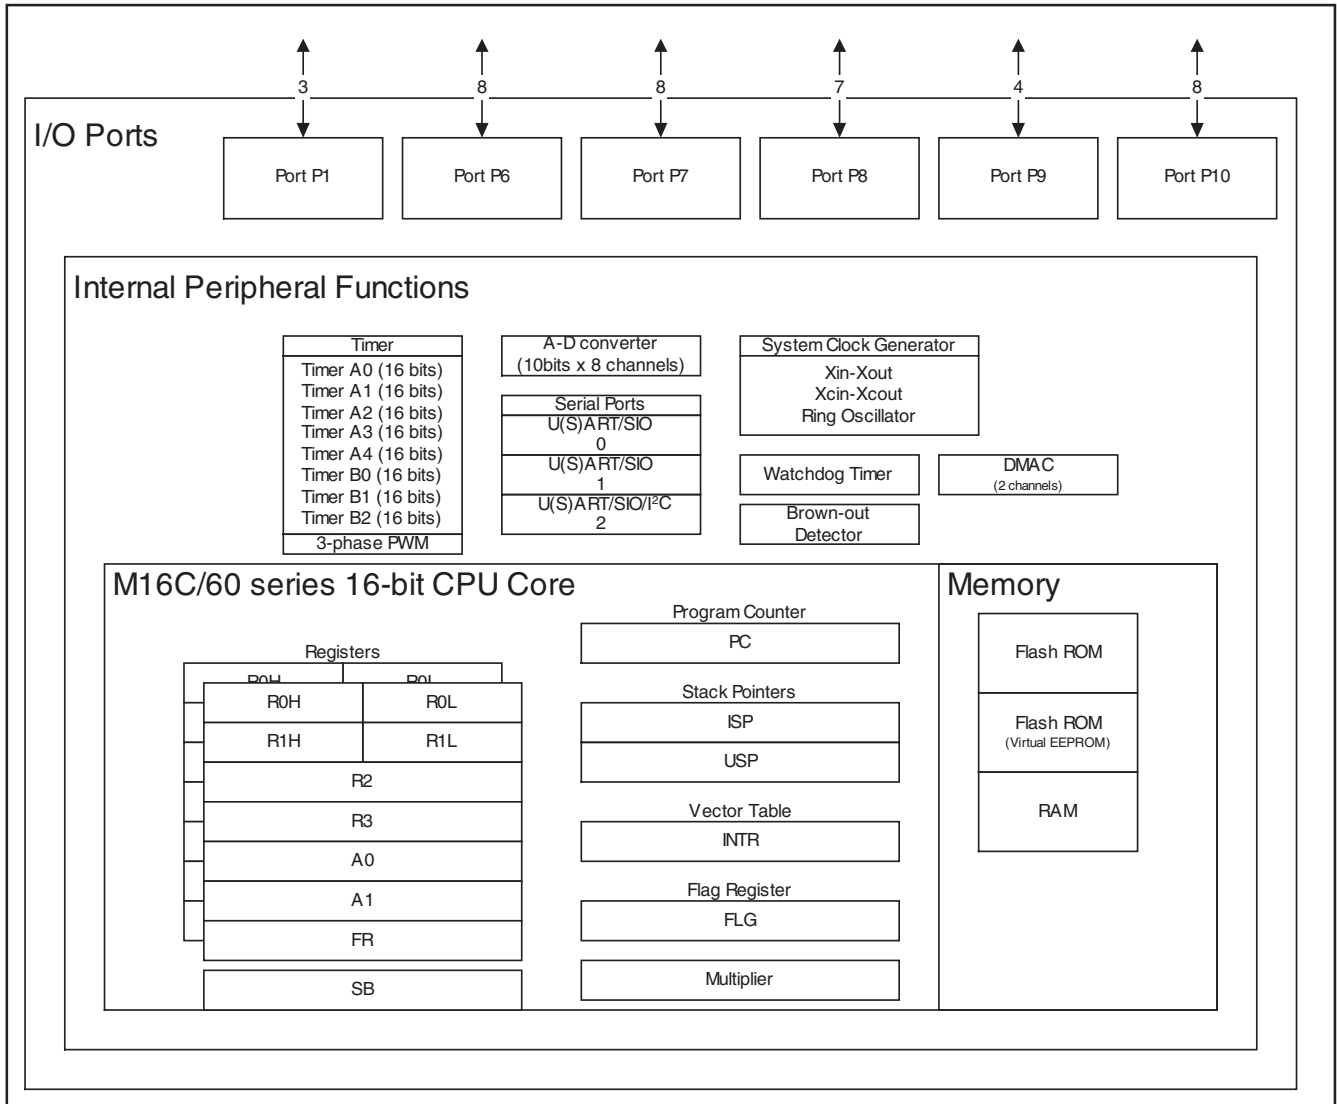 3
8
8
7
4
8
I/O Ports
Port P1
Port P6
Port P7
Port P8
Port P9
Port P10
Internal Peripheral Functions
Timer
Timer A0 (16 bits)
Timer A1 (16 bits)
Timer A2 (16 bits)
Timer A3 (16 bits)
Timer A4 (16 bits)
Timer B0 (16 bits)
Timer B1 (16 bits)
Timer B2 (16 bits)
3-phase PWM
A-D converter
(10bits x 8 channels)
Serial Ports
U(S)ART/SIO
0
U(S)ART/SIO
1
U(S)ART/SIO/I²C
2
System Clock Generator
Xin-Xout
Xcin-Xcout
Ring Oscillator
Watchdog Timer
DMAC
(2 channels)
Brown-out
Detector
M16C/60 series 16-bit CPU Core
Registers
R0H
R0L
R0H
R0L
R1H
R1L
R2
R3
A0
A1
FR
SB
Program Counter
PC
Stack Pointers
ISP
USP
Vector Table
INTR
Flag Register
FLG
Multiplier
Memory
Flash ROM
Flash ROM
(Virtual EEPROM)
RAM